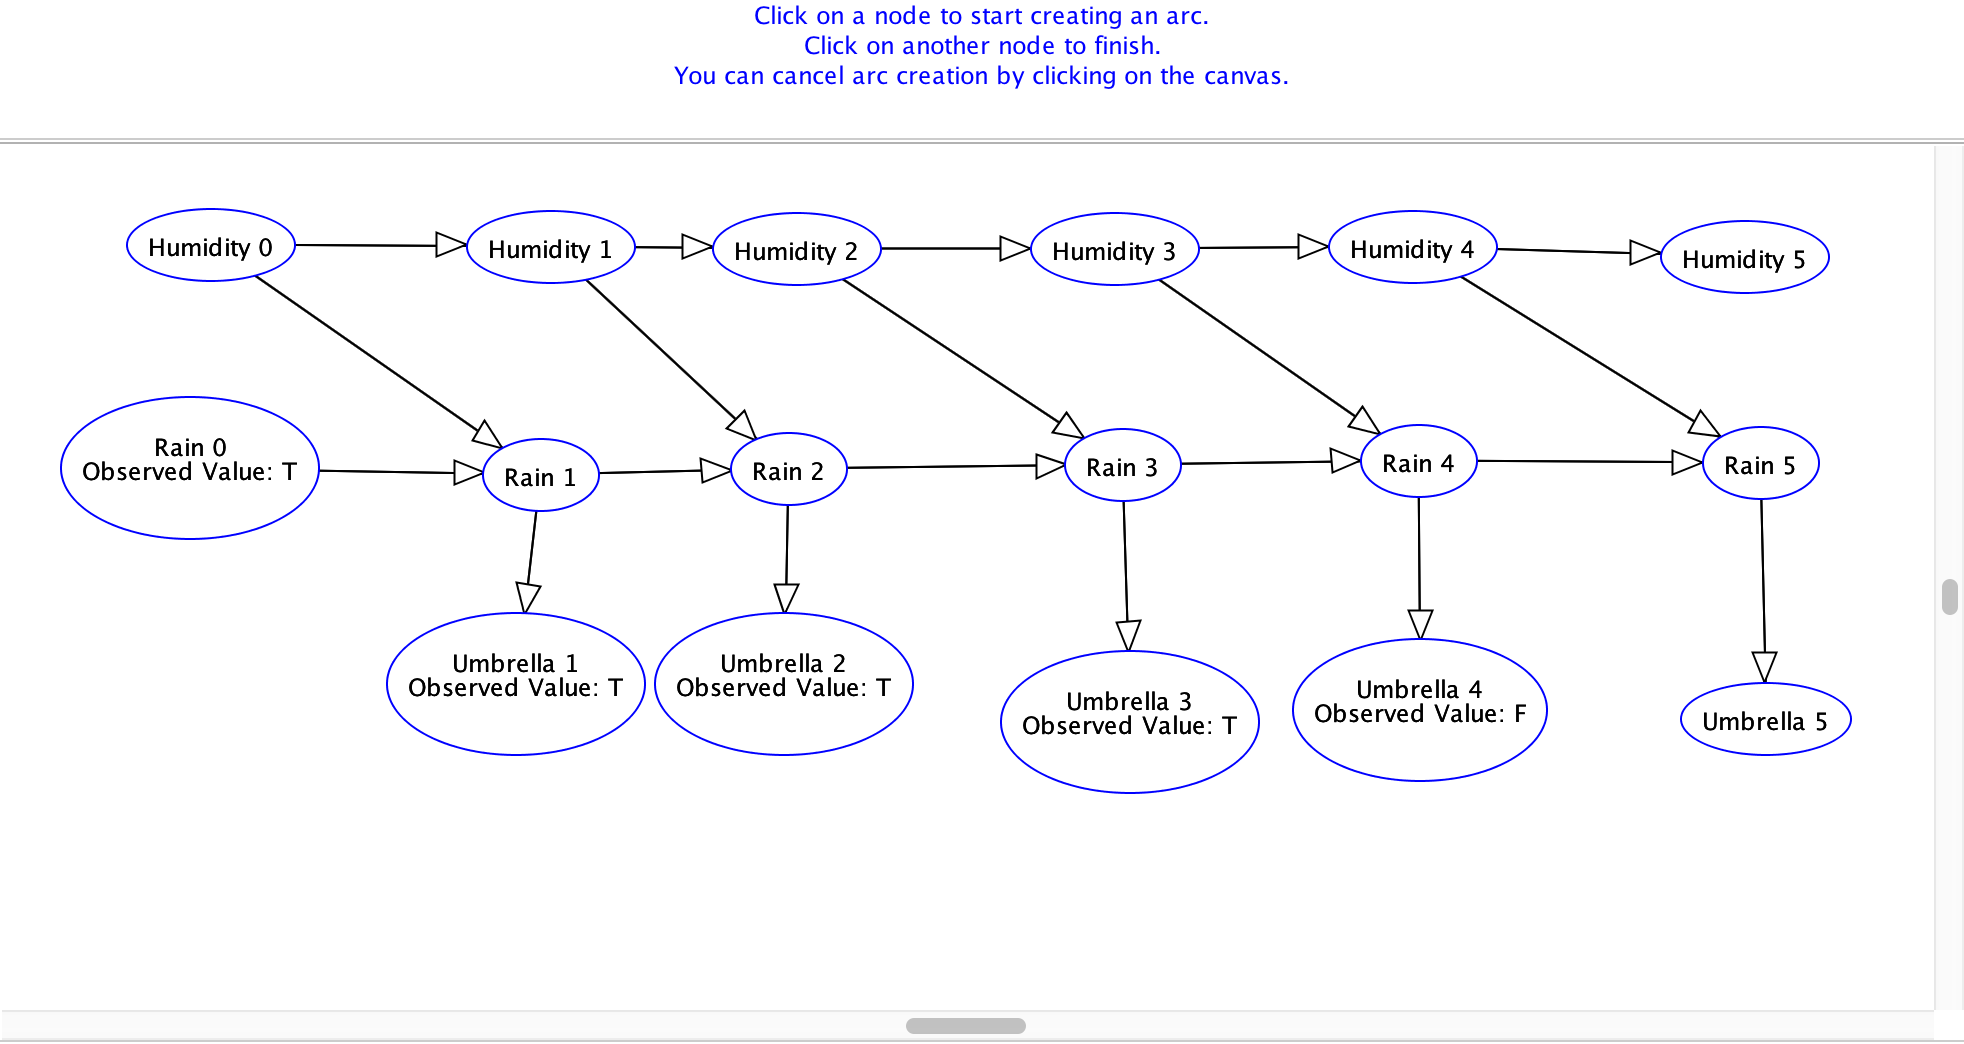 Click on a node to start creating an arc.
Click on another node to finish.
You can cancel arc creation by clicking on the canvas.
Humidity 0
Humidity 1
Humidity 2
Humidity 3
Humidity 4
Humidity 5
Rain 0
Observed Value: T
Rain 1
Rain 2
Rain 3
Rain 4
Rain 5
Umbrella 1
Observed Value: T
Umbrella 2
Observed Value: T
Umbrella 3
Observed Value: T
Umbrella 4
Observed Value: F
Umbrella 5